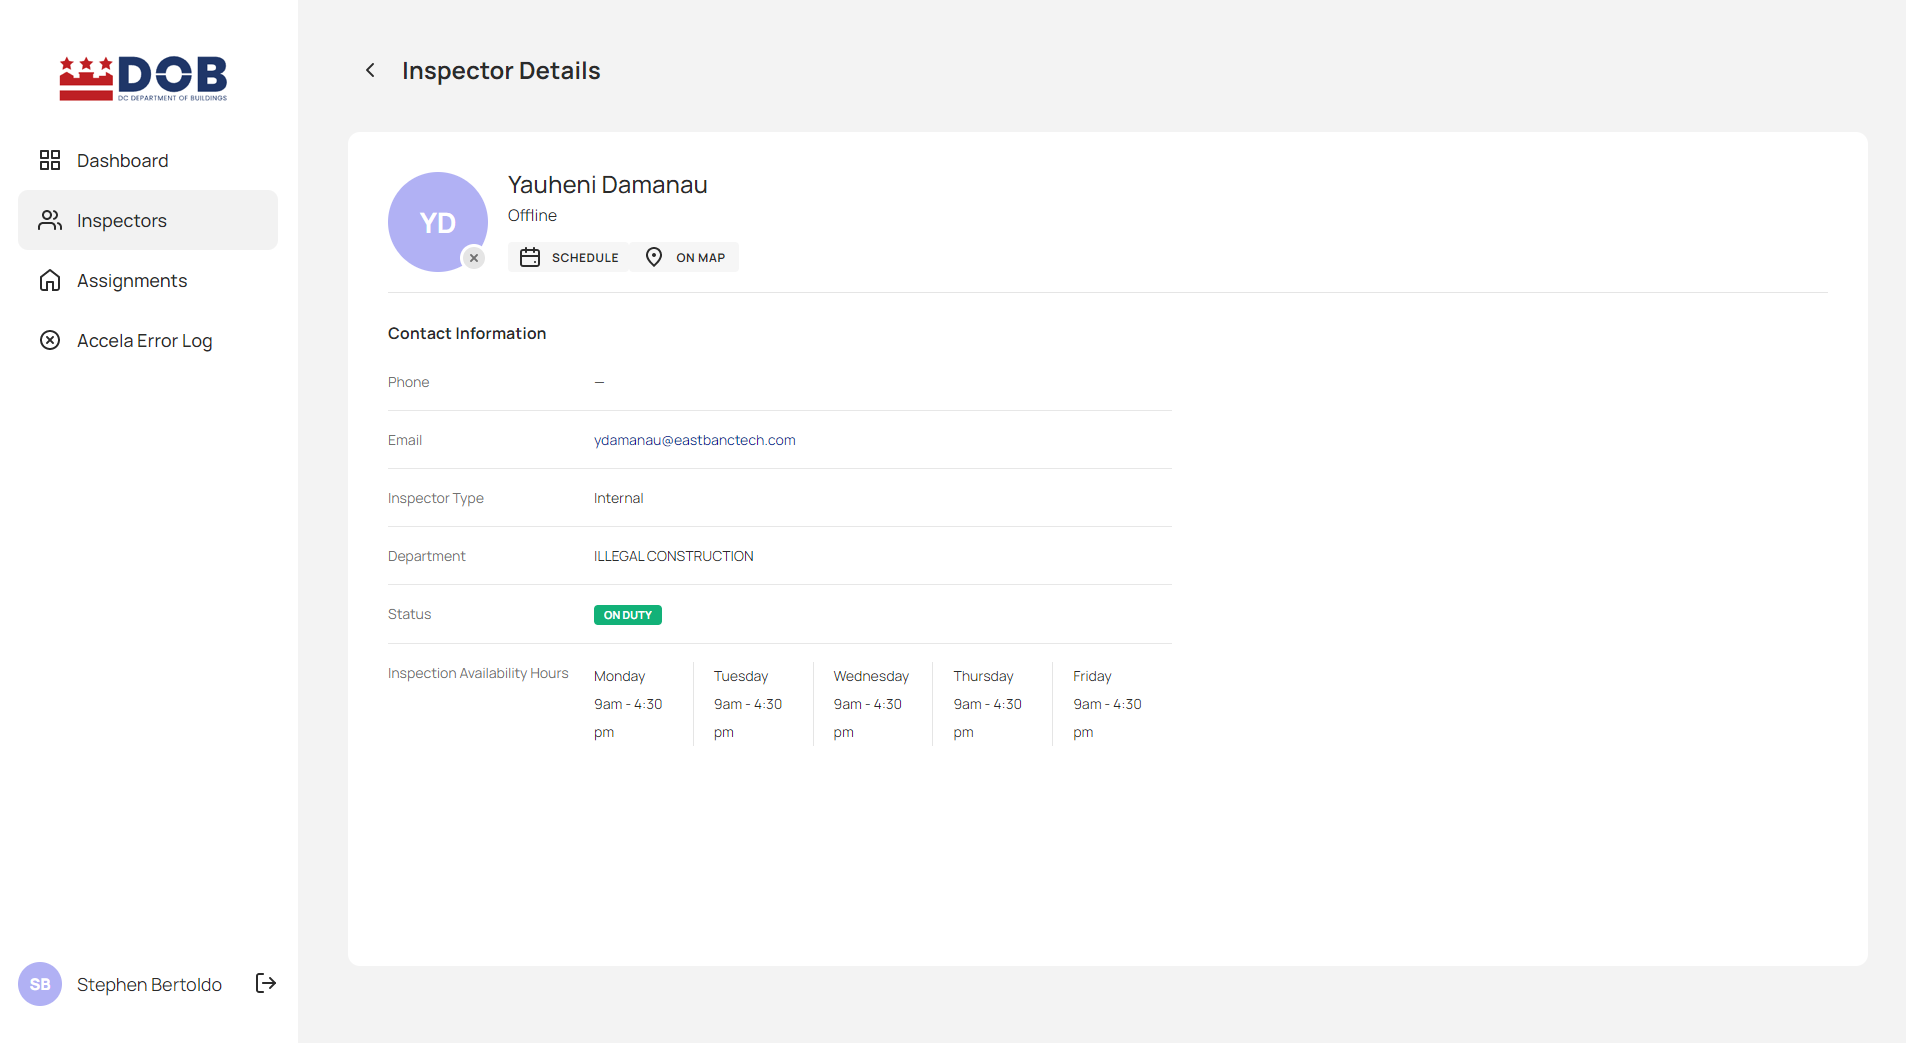 DOB
DC DEPARTMENT OF BUILDINGS
Dashboard
Inspectors
Assignments
Accela Error Log
SB
Stephen Bertoldo
Inspector Details
YD
Yauheni Damanau
Offline
SCHEDULE
ON MAP
Contact Information
Phone —
Email ydamanau@eastbanctech.com
Inspector Type Internal
Department ILLEGAL CONSTRUCTION
Status ON DUTY
Inspection Availability Hours
Monday
9am - 4:30
pm
Tuesday
9am - 4:30
pm
Wednesday
9am - 4:30
pm
Thursday
9am - 4:30
pm
Friday
9am - 4:30
pm